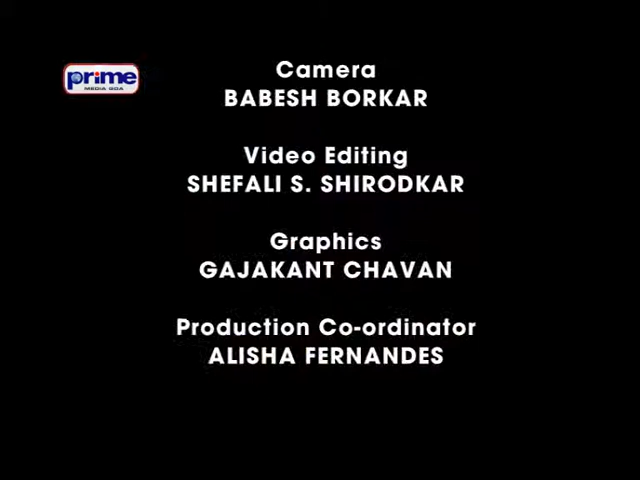 prime
MEDIA GOA
Camera
BABESH BORKAR
Video Editing
SHEFALI S. SHIRODKAR
Graphics
GAJAKANT CHAVAN
Production Co-ordinator
ALISHA FERNANDES